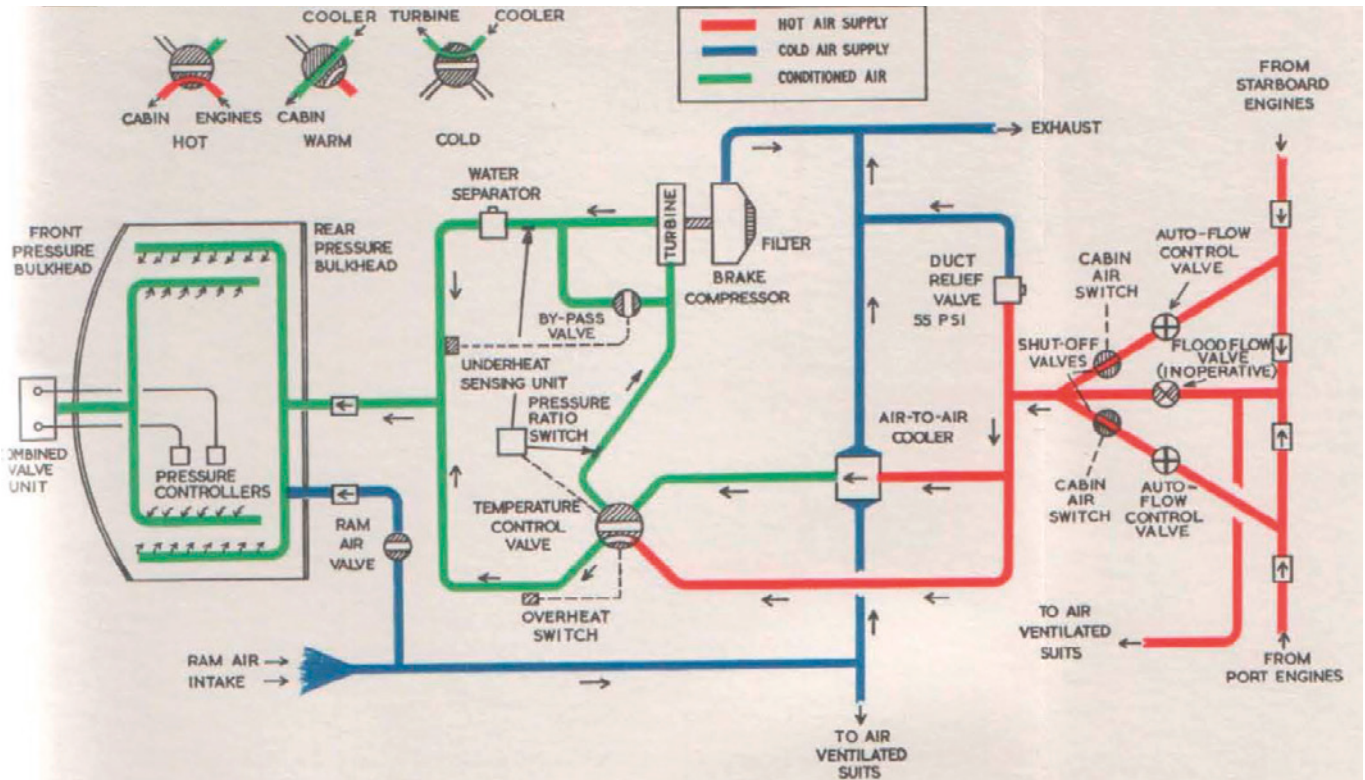 COOLER TURBINE COOLER
CABIN ENGINES
HOT
CABIN
WARM
COLD
HOT AIR SUPPLY
COLD AIR SUPPLY
CONDITIONED AIR
FROM
STARBOARD
ENGINES
EXHAUST
WATER
SEPARATOR
TURBINE
FILTER
BRAKE
COMPRESSOR
DUCT
RELIEF
VALVE
55 PSI
CABIN
AIR
SWITCH
AUTO-FLOW
CONTROL
VALVE
FRONT
PRESSURE
BULKHEAD
REAR
PRESSURE
BULKHEAD
BY-PASS
VALVE
SHUT-OFF
VALVES
FLOOD FLOW
VALVE
(INOPERATIVE)
UNDERHEAT
SENSING UNIT
PRESSURE
RATIO
SWITCH
AIR-TO-AIR
COOLER
OMBINED
VALVE
UNIT
PRESSURE
CONTROLLERS
RAM
AIR
VALVE
TEMPERATURE
CONTROL
VALVE
CABIN
AIR
SWITCH
AUTO-
FLOW
CONTROL
VALVE
OVERHEAT
SWITCH
RAM AIR
INTAKE
TO AIR
VENTILATED
SUITS
FROM
PORT ENGINES
TO AIR
VENTILATED
SUITS